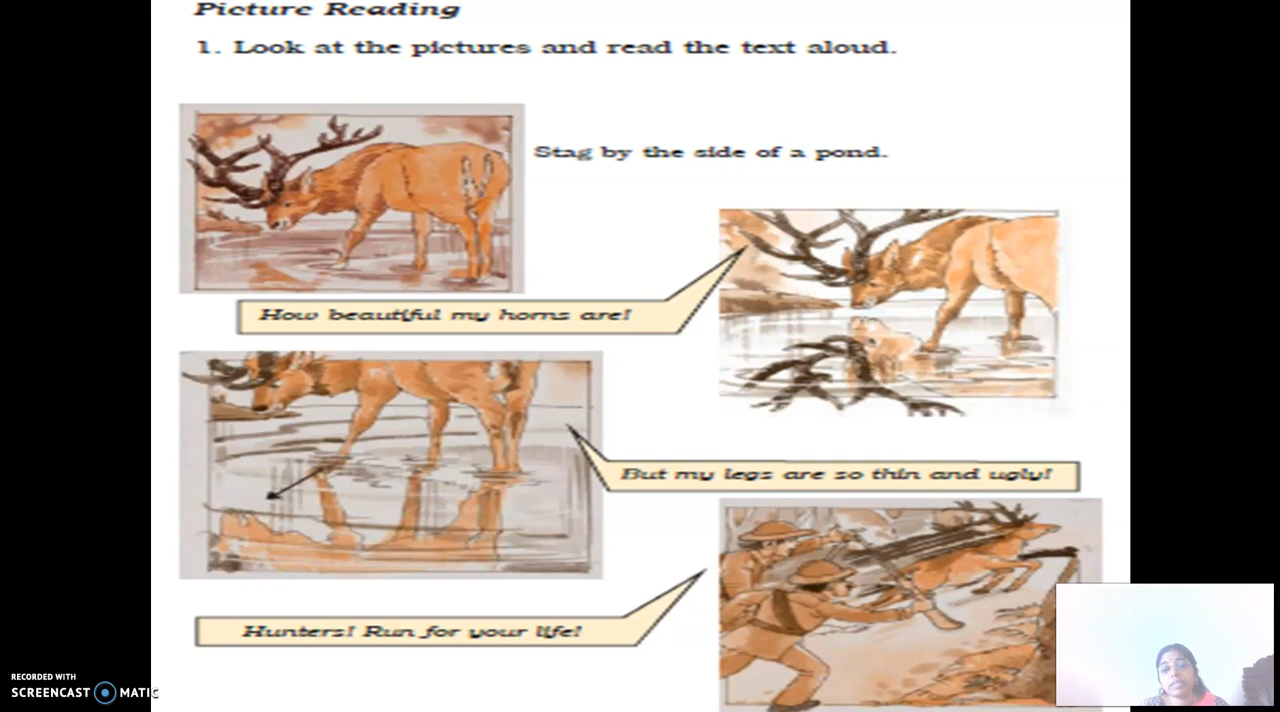 Picture Reading
1. Look at the pictures and read the text aloud.
Stag by the side of a pond.
How beautiful my horns are!
But my legs are so thin and ugly!
Hunters! Run for your life!
RECORDED WITH
SCREENCAST MATIC